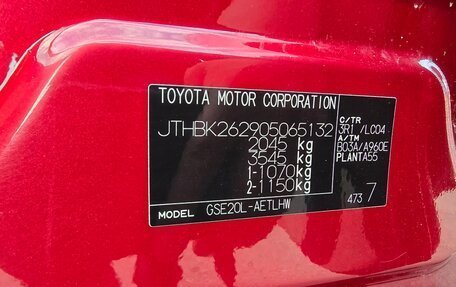 TOYOTA MOTOR CORPORATION
JTHBK262905065132
2045 kg
3545 kg
1-1070kg
2-1150kg
MODEL GSE20L-AETLHW
C/TR
3R1 /LC04
A/TM
B03A/A960E
PLANTA55
473 7